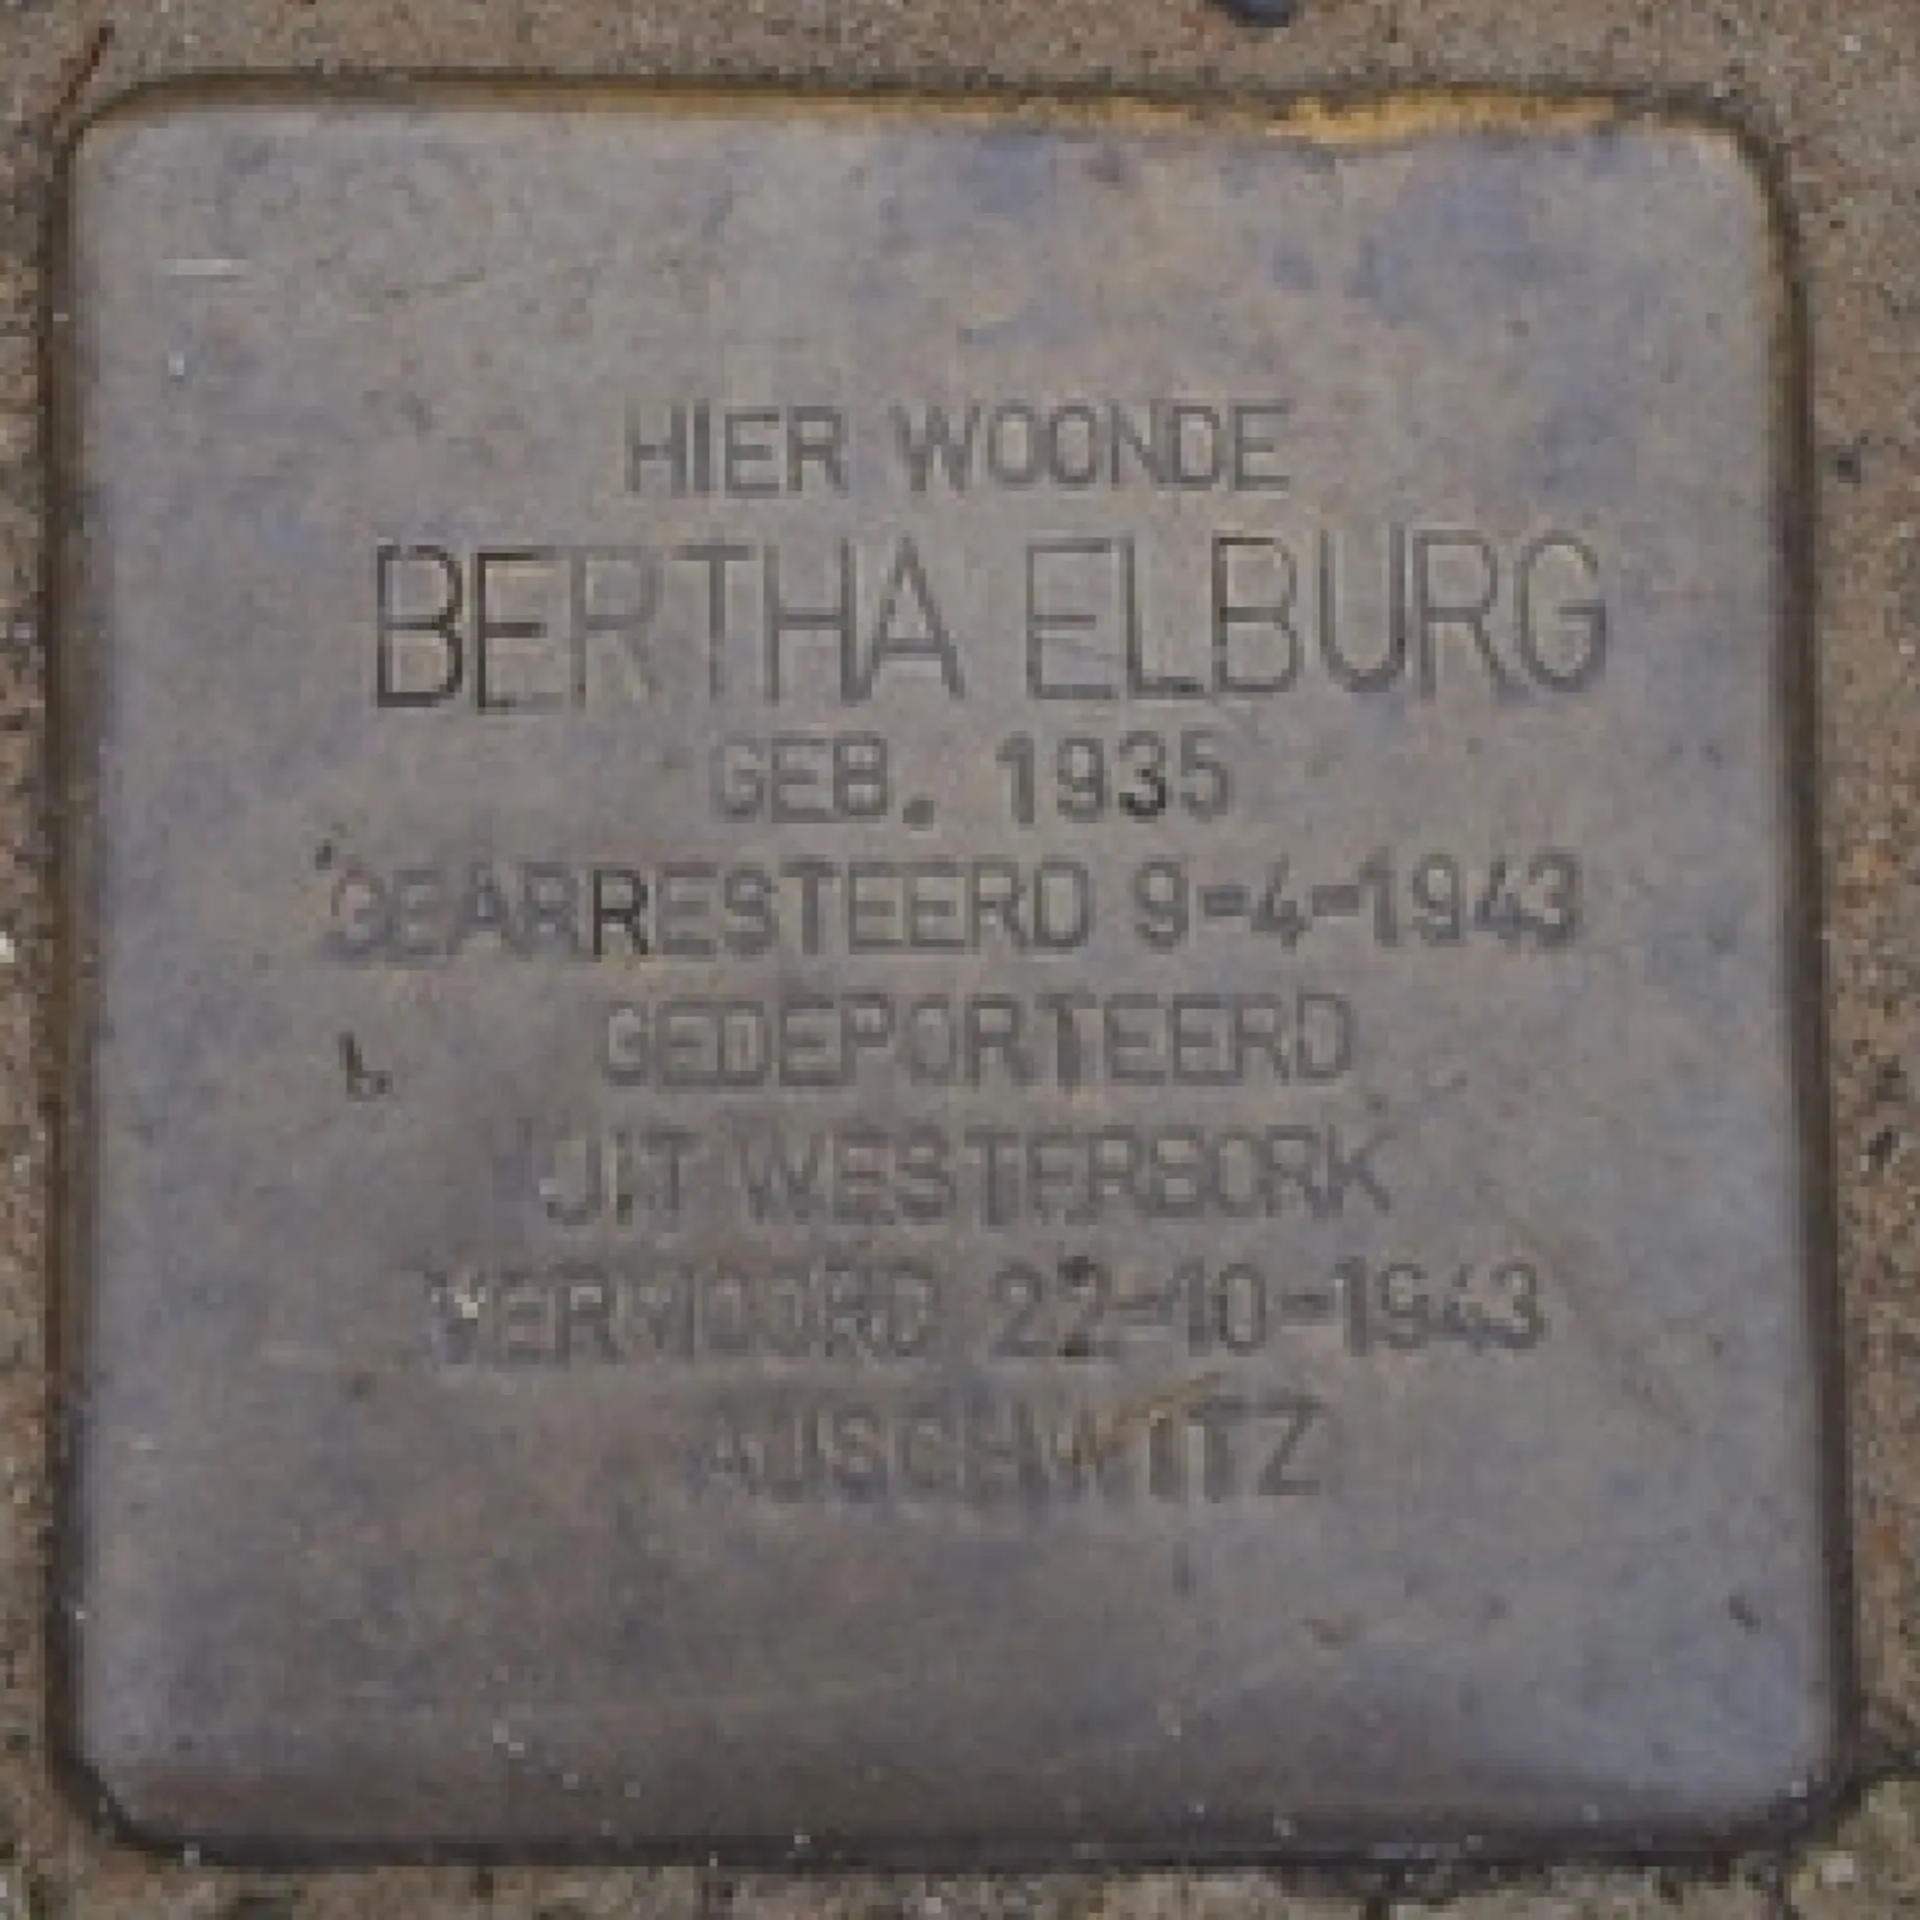 HIER WOONDE
BERTHA ELBURG
GEB. 1935
GEARRESTEERD 9-4-1943
GEDEPORTEERD
UIT WESTERBORK
VERMOORD 22-10-1943
AUSCHWITZ